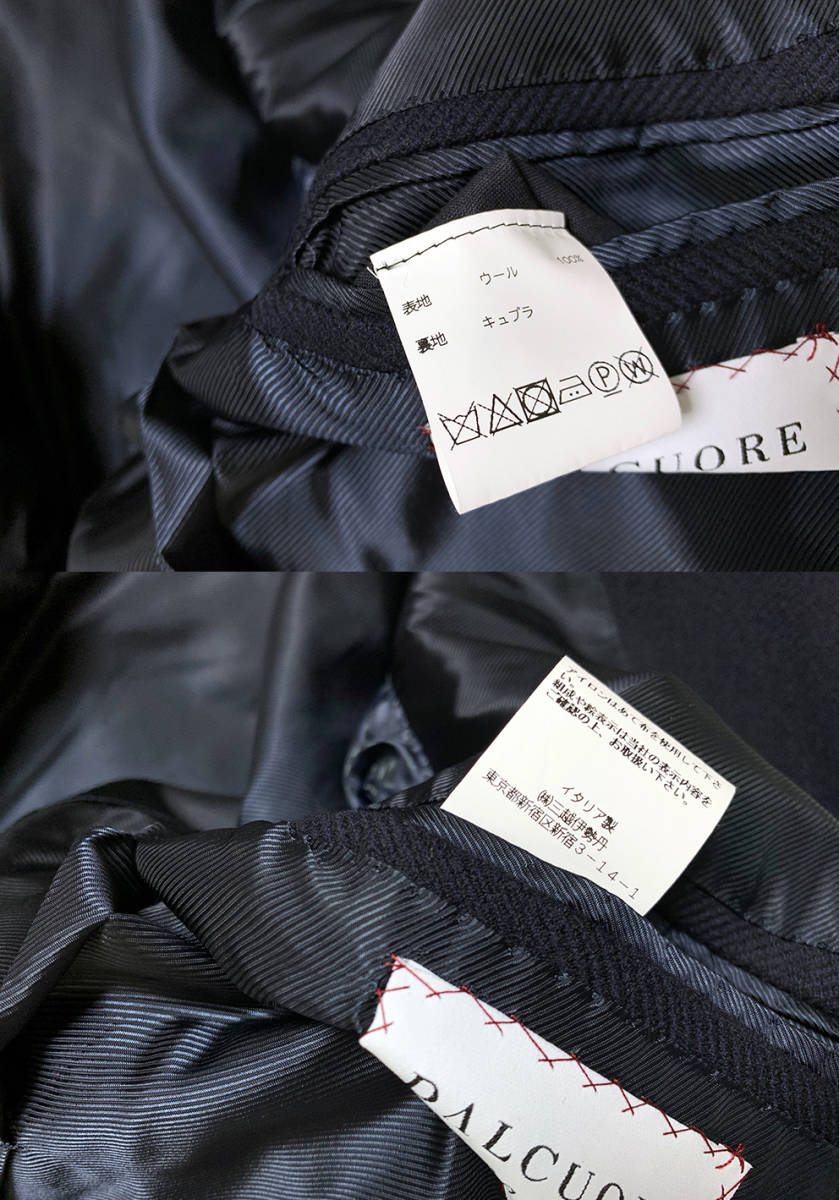 表地 ウール 100%
裏地 キュプラ
P W
CUORE
アイロンはあて布を使用して下さ
い。
組成や絵表示は当社の表示内容を
ご確認の上、お取扱い下さい。
イタリア製
㈱三越伊勢丹
東京都新宿区新宿3-14-1
DALCUO